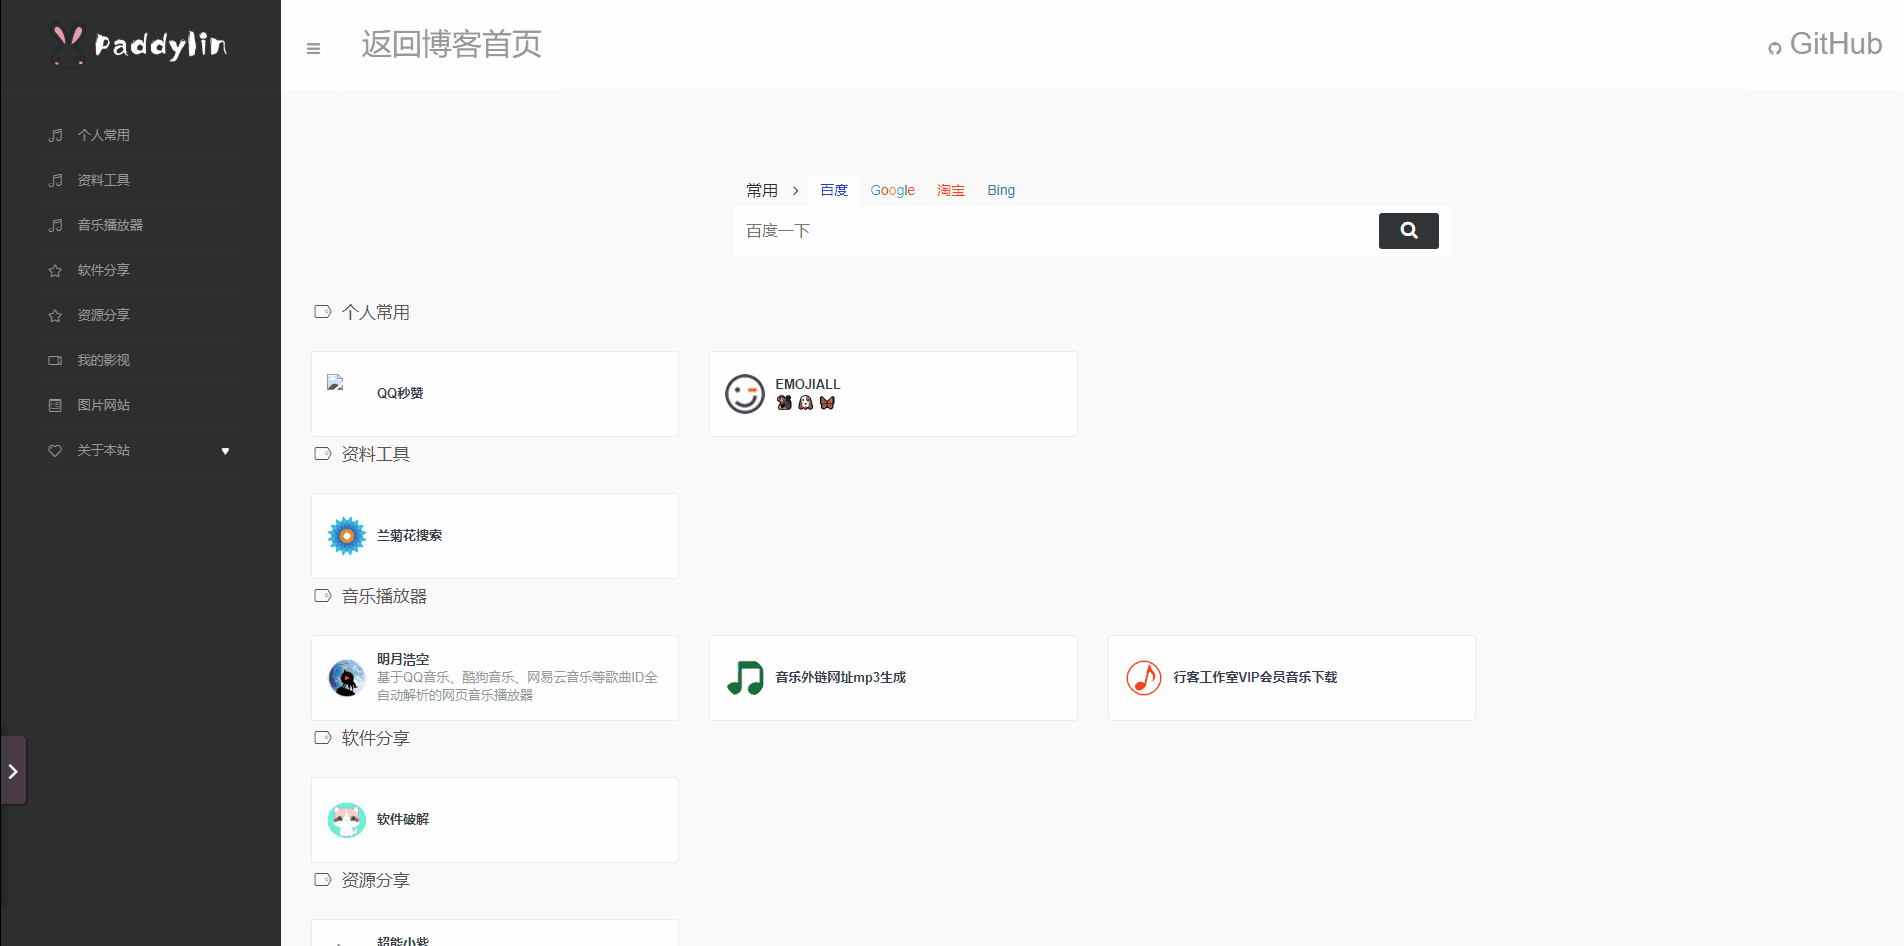 Paddylin
返回博客首页
GitHub
个人常用
资料工具
音乐播放器
软件分享
资源分享
我的影视
图片网站
关于本站
常用
百度
Google
淘宝
Bing
百度一下
个人常用
QQ秒赞
EMOJIALL
资料工具
兰菊花搜索
音乐播放器
明月浩空
基于QQ音乐、酷狗音乐、网易云音乐等歌曲ID全
自动解析的网页音乐播放器
音乐外链网址mp3生成
行客工作室VIP会员音乐下载
软件分享
软件破解
资源分享
超能小紫